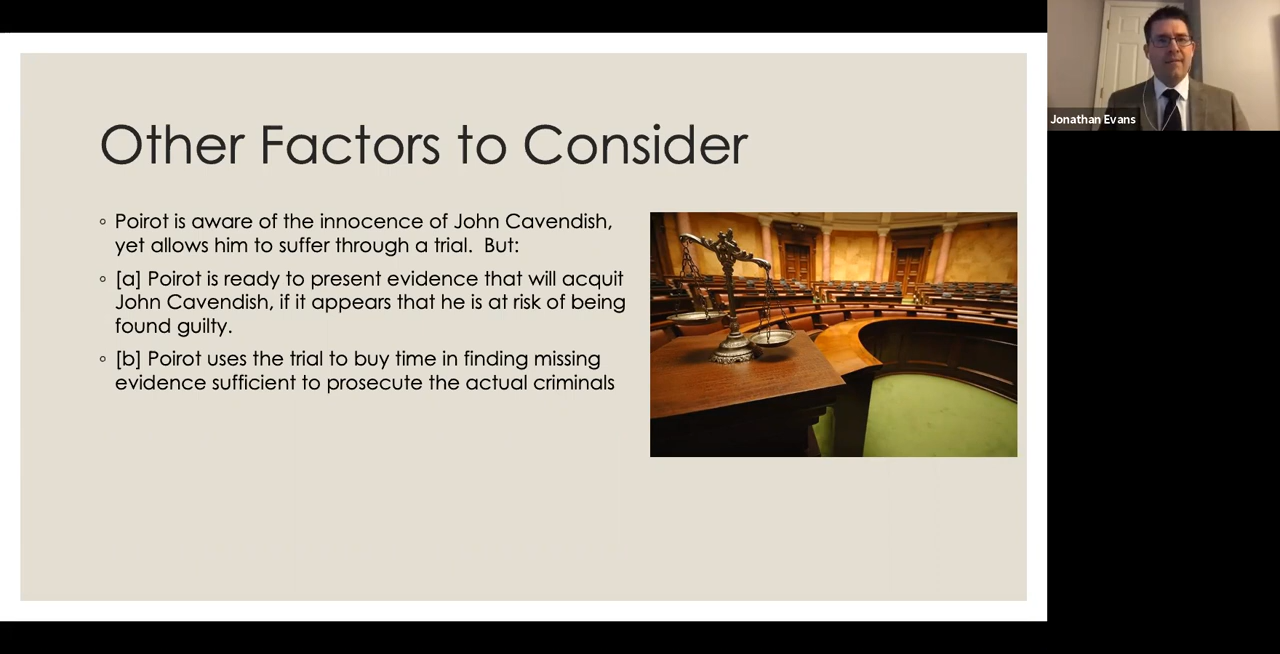 Other Factors to Consider
◦ Poirot is aware of the innocence of John Cavendish,
yet allows him to suffer through a trial.  But:
◦ [a] Poirot is ready to present evidence that will acquit
John Cavendish, if it appears that he is at risk of being
found guilty.
◦ [b] Poirot uses the trial to buy time in finding missing
evidence sufficient to prosecute the actual criminals
Jonathan Evans